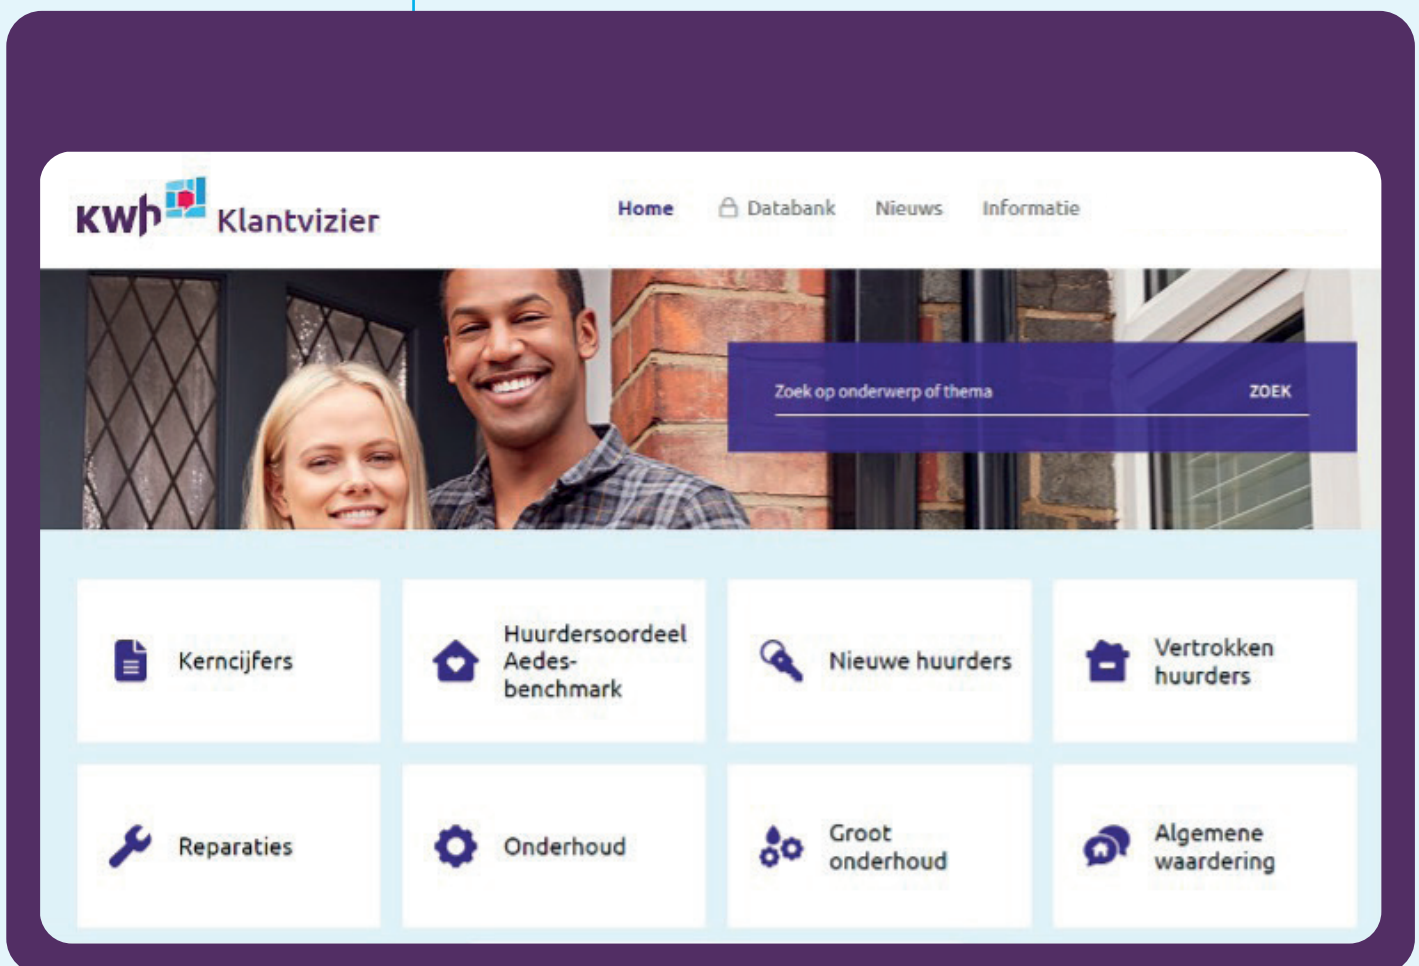 KWh Klantvizier
Home
Databank
Nieuws
Informatie
Zoek op onderwerp of thema
ZOEK
Kerncijfers
Huurdersoordeel
Aedes-
benchmark
Nieuwe huurders
Vertrokken
huurders
Reparaties
Onderhoud
Groot
onderhoud
Algemene
waardering